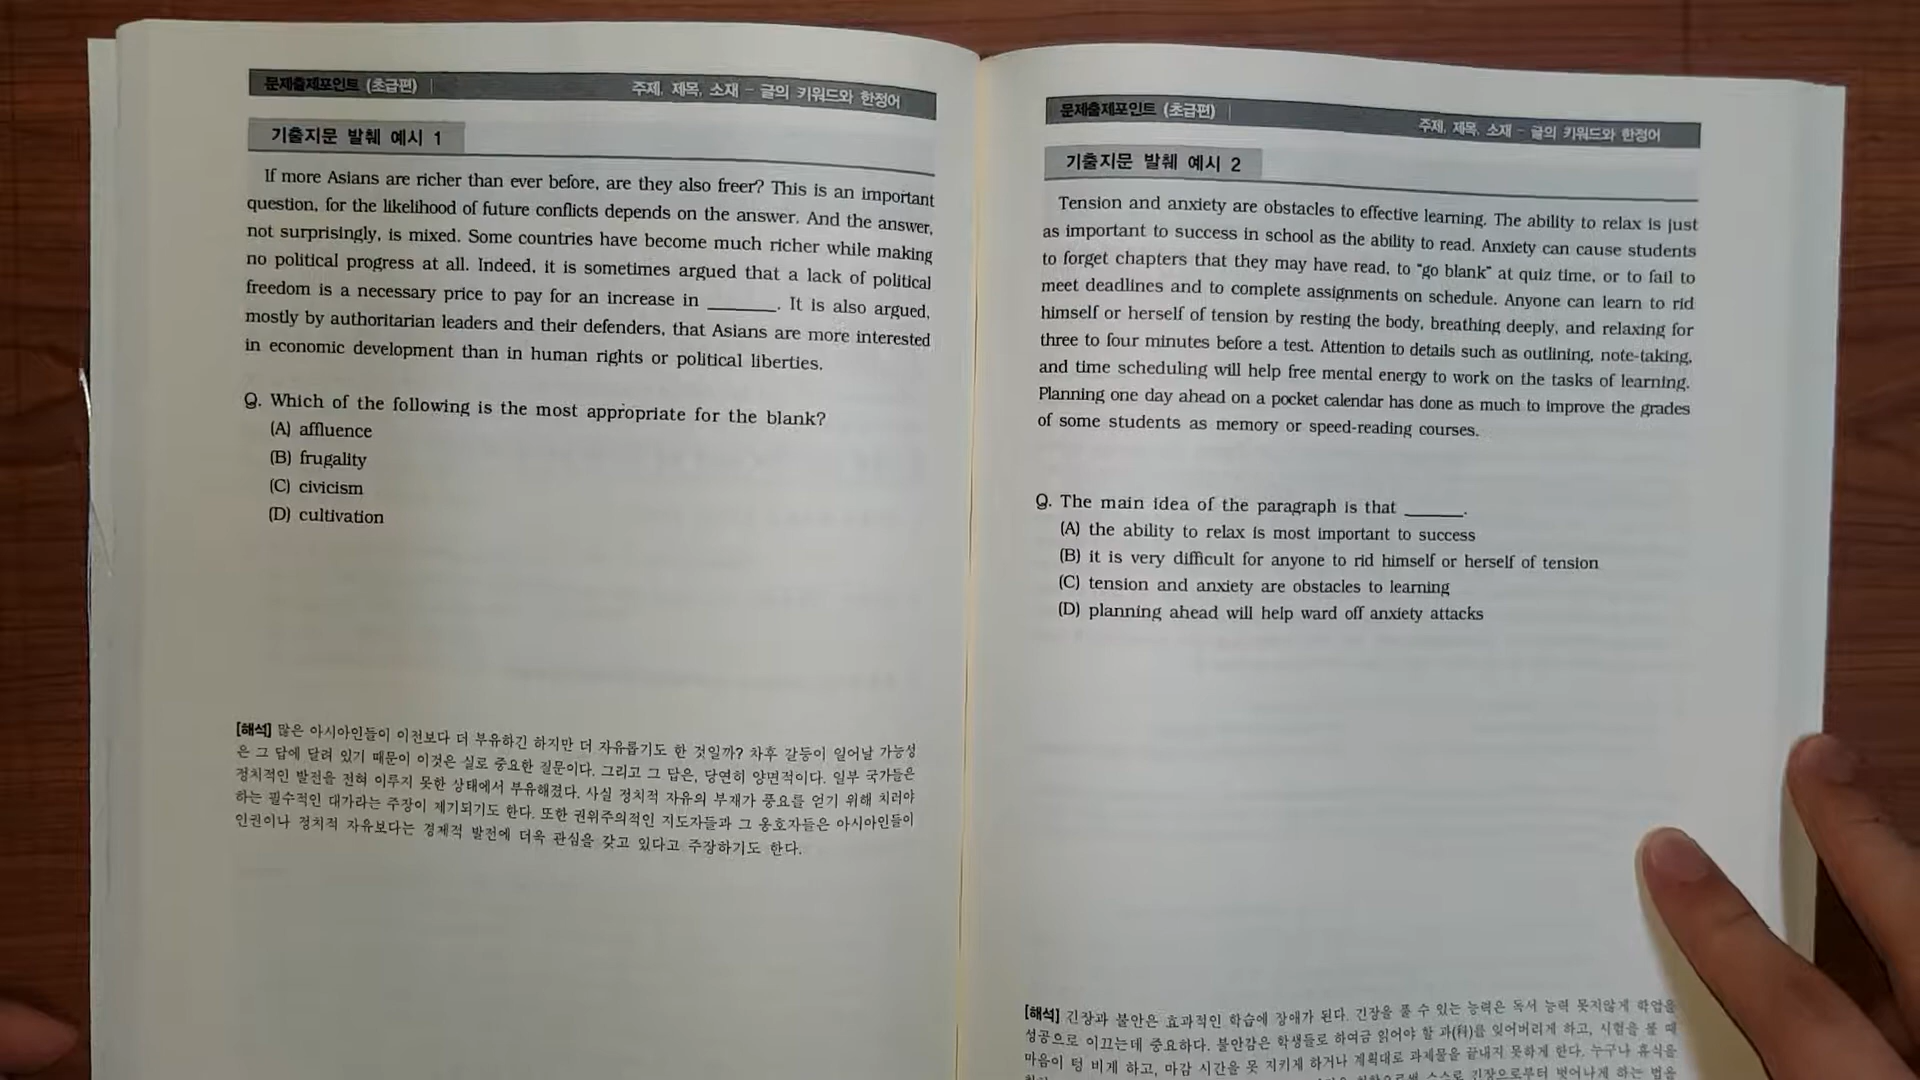 문제출제포인트 (초급편)
주제, 제목, 소재 - 글의 키워드와 한정어
기출지문 발췌 예시 1
If more Asians are richer than ever before, are they also freer? This is an important
question, for the likelihood of future conflicts depends on the answer. And the answer,
not surprisingly, is mixed. Some countries have become much richer while making
no political progress at all. Indeed, it is sometimes argued that a lack of political
freedom is a necessary price to pay for an increase in ______. It is also argued,
mostly by authoritarian leaders and their defenders, that Asians are more interested
in economic development than in human rights or political liberties.
Q. Which of the following is the most appropriate for the blank?
(A) affluence
(B) frugality
(C) civicism
(D) cultivation
[해석] 많은 아시아인들이 이전보다 더 부유하긴 하지만 더 자유롭기도 한 것일까? 차후 갈등이 일어날 가능성
은 그 답에 달려 있기 때문이 이것은 실로 중요한 질문이다. 그리고 그 답은, 당연히 양면적이다. 일부 국가들은
정치적인 발전을 전혀 이루지 못한 상태에서 부유해졌다. 사실 정치적 자유의 부재가 풍요를 얻기 위해 치러야
하는 필수적인 대가라는 주장이 제기되기도 한다. 또한 권위주의적인 지도자들과 그 옹호자들은 아시아인들이
인권이나 정치적 자유보다는 경제적 발전에 더욱 관심을 갖고 있다고 주장하기도 한다.
문제출제포인트 (초급편)
주제, 제목, 소재 - 글의 키워드와 한정어
기출지문 발췌 예시 2
Tension and anxiety are obstacles to effective learning. The ability to relax is just
as important to success in school as the ability to read. Anxiety can cause students
to forget chapters that they may have read, to "go blank" at quiz time, or to fail to
meet deadlines and to complete assignments on schedule. Anyone can learn to rid
himself or herself of tension by resting the body, breathing deeply, and relaxing for
three to four minutes before a test. Attention to details such as outlining, note-taking,
and time scheduling will help free mental energy to work on the tasks of learning.
Planning one day ahead on a pocket calendar has done as much to improve the grades
of some students as memory or speed-reading courses.
Q. The main idea of the paragraph is that ______.
(A) the ability to relax is most important to success
(B) it is very difficult for anyone to rid himself or herself of tension
(C) tension and anxiety are obstacles to learning
(D) planning ahead will help ward off anxiety attacks
[해석] 긴장과 불안은 효과적인 학습에 장애가 된다. 긴장을 풀 수 있는 능력은 독서 능력 못지않게 학업을
성공으로 이끄는데 중요하다. 불안감은 학생들로 하여금 읽어야 할 과(科)를 잊어버리게 하고, 시험을 볼 때
마음이 텅 비게 하고, 마감 시간을 못 지키게 하거나 계획대로 과제물을 끝내지 못하게 한다. 누구나 휴식을
스스로 긴장으로부터 벗어나게 하는 법을